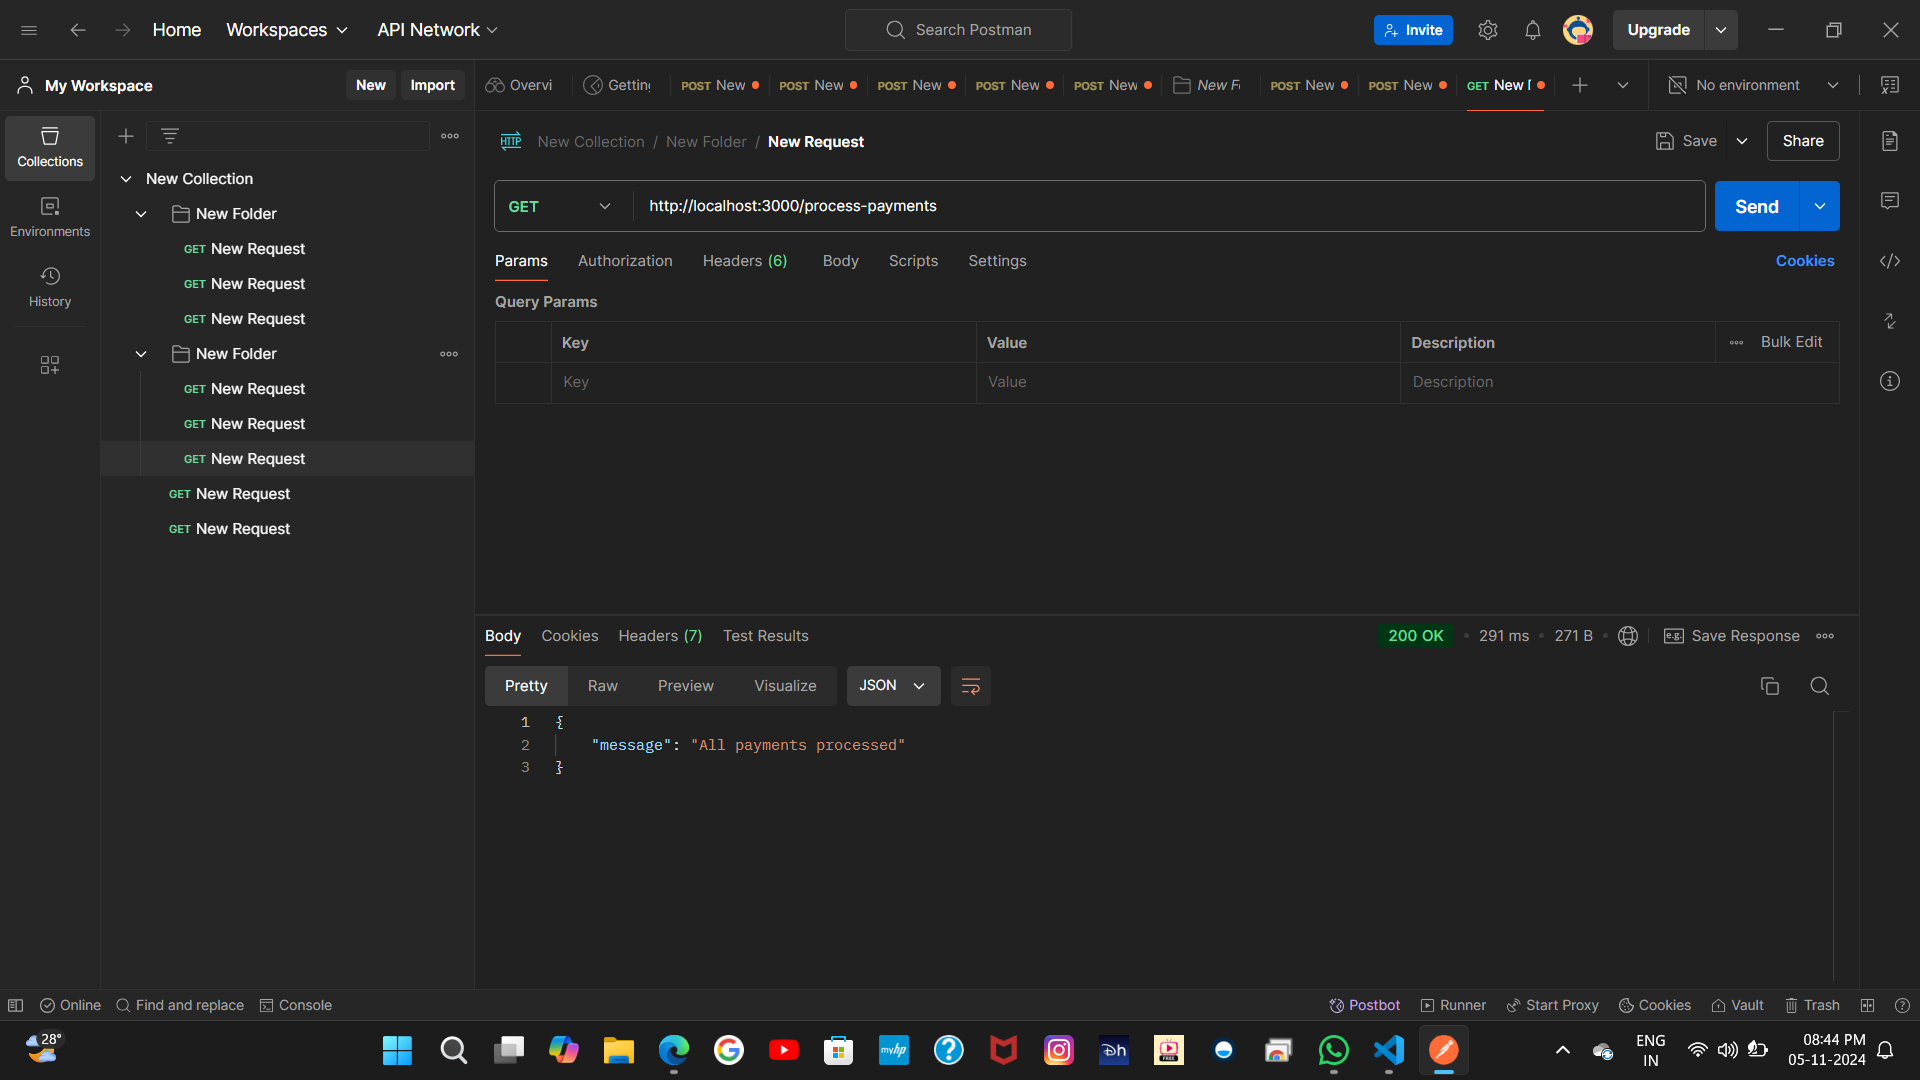 Home Workspaces API Network Search Postman Invite Upgrade
My Workspace New Import Overvi Getting POST New POST New POST New POST New POST New New F POST New POST New GET New No environment
Collections
Environments
History
New Collection
New Folder
GET New Request
GET New Request
GET New Request
New Folder
GET New Request
GET New Request
GET New Request
GET New Request
GET New Request
HTTP New Collection / New Folder / New Request Save Share
GET http://localhost:3000/process-payments Send
Params Authorization Headers (6) Body Scripts Settings Cookies
Query Params
Key Value Description Bulk Edit
Key Value Description
Body Cookies Headers (7) Test Results 200 OK 291 ms 271 B e.g. Save Response
Pretty Raw Preview Visualize JSON
1 {
2 "message": "All payments processed"
3 }
Online Find and replace Console Postbot Runner Start Proxy Cookies Vault Trash
28° myhp Dh FREE ENG 08:44 PM
IN 05-11-2024